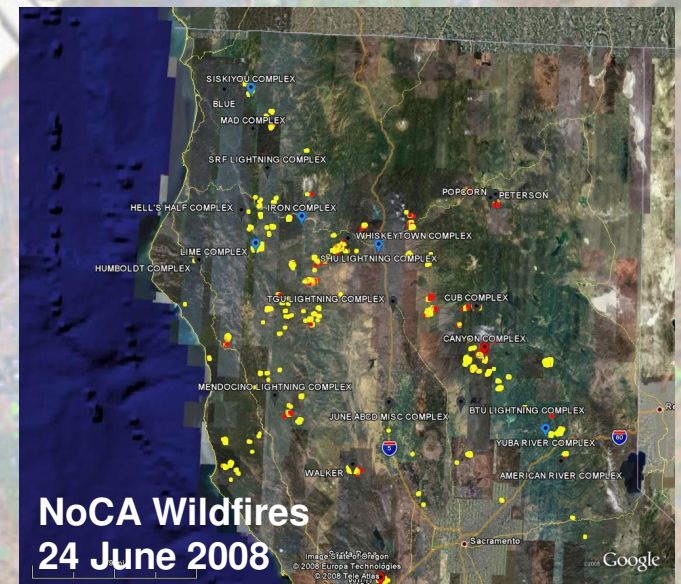 SISKIYOU COMPLEX
BLUE
MAD COMPLEX
SRF LIGHTNING COMPLEX
POPCORN PETERSON
HELL'S HALF COMPLEX IRON COMPLEX
WHISKEYTOWN COMPLEX
LIME COMPLEX
SHU LIGHTNING COMPLEX
HUMBOLDT COMPLEX
TGU LIGHTNING COMPLEX CUB COMPLEX
CANYON COMPLEX
MENDOCINO LIGHTNING COMPLEX
BTU LIGHTNING COMPLEX
JUNE ABCD MISC COMPLEX
80
YUBA RIVER COMPLEX
5
WALKER AMERICAN RIVER COMPLEX
NoCA Wildfires
24 June 2008
Sacramento
Image State of Oregon
© 2008 Europa Technologies
© 2008 Tele Atlas
©2008 Google